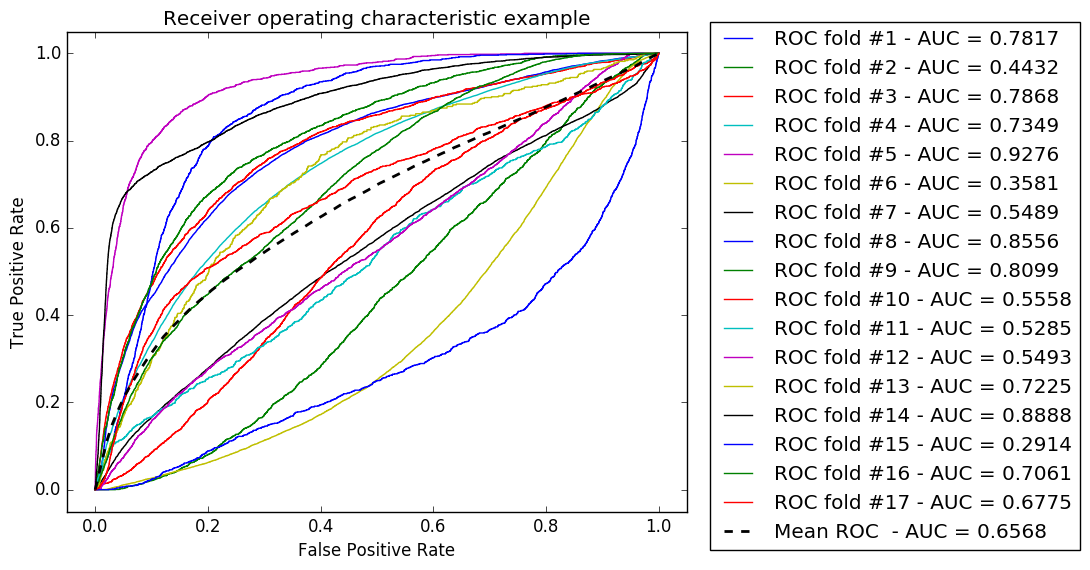 Receiver operating characteristic example
1.0
0.8
0.6
0.4
0.2
0.0
True Positive Rate
0.0 0.2 0.4 0.6 0.8 1.0
False Positive Rate
ROC fold #1 - AUC = 0.7817
ROC fold #2 - AUC = 0.4432
ROC fold #3 - AUC = 0.7868
ROC fold #4 - AUC = 0.7349
ROC fold #5 - AUC = 0.9276
ROC fold #6 - AUC = 0.3581
ROC fold #7 - AUC = 0.5489
ROC fold #8 - AUC = 0.8556
ROC fold #9 - AUC = 0.8099
ROC fold #10 - AUC = 0.5558
ROC fold #11 - AUC = 0.5285
ROC fold #12 - AUC = 0.5493
ROC fold #13 - AUC = 0.7225
ROC fold #14 - AUC = 0.8888
ROC fold #15 - AUC = 0.2914
ROC fold #16 - AUC = 0.7061
ROC fold #17 - AUC = 0.6775
Mean ROC  - AUC = 0.6568